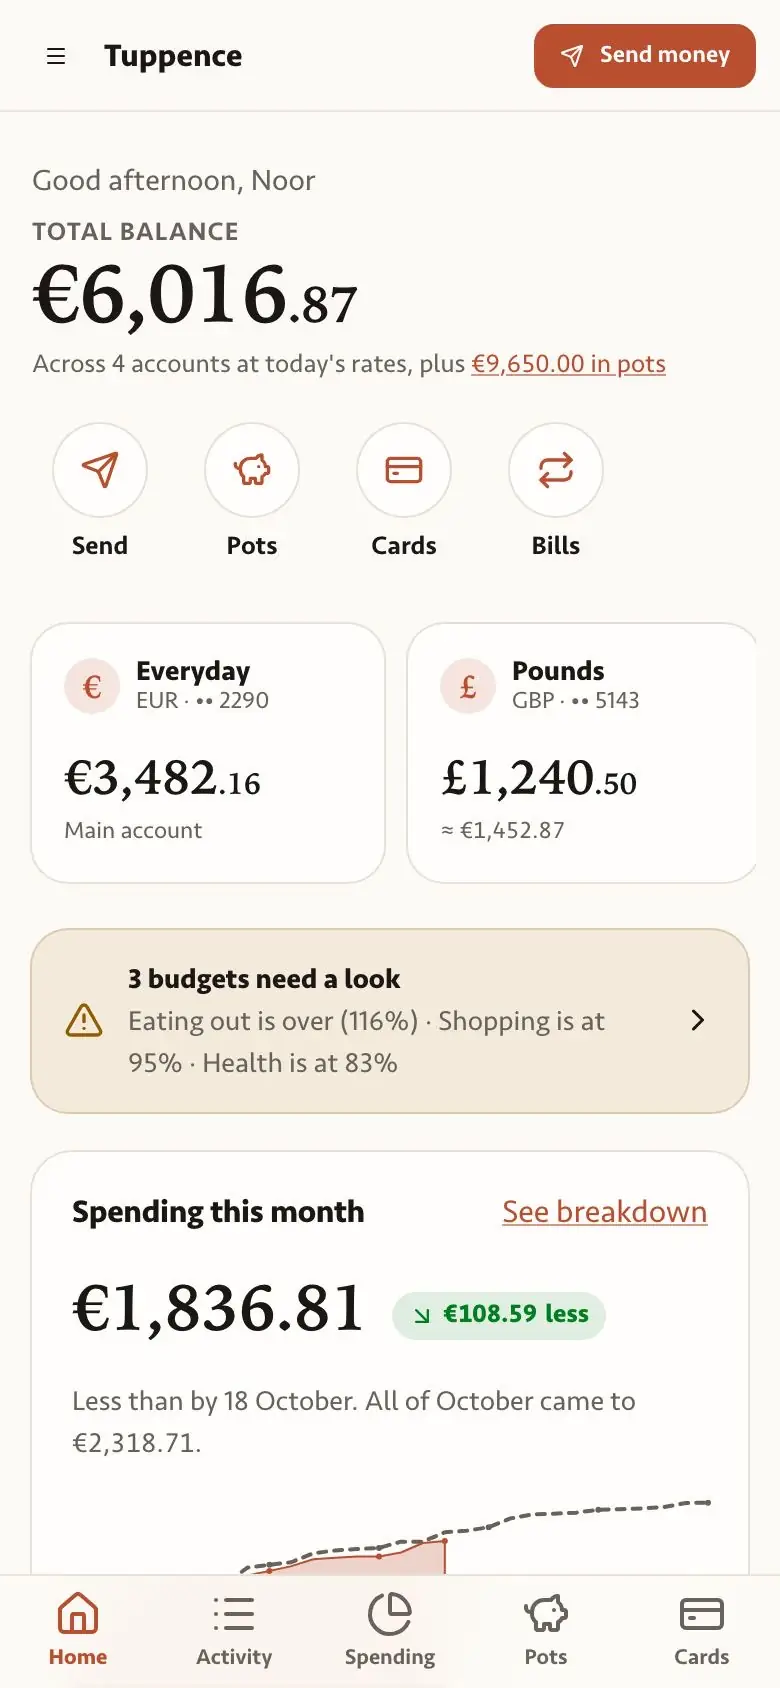 Tuppence
Send money
Good afternoon, Noor
TOTAL BALANCE
€6,016.87
Across 4 accounts at today's rates, plus €9,650.00 in pots
Send
Pots
Cards
Bills
€
Everyday
EUR · •• 2290
€3,482.16
Main account
£
Pounds
GBP · •• 5143
£1,240.50
≈ €1,452.87
3 budgets need a look
Eating out is over (116%) · Shopping is at
95% · Health is at 83%
Spending this month
See breakdown
€1,836.81
€108.59 less
Less than by 18 October. All of October came to
€2,318.71.
Home
Activity
Spending
Pots
Cards